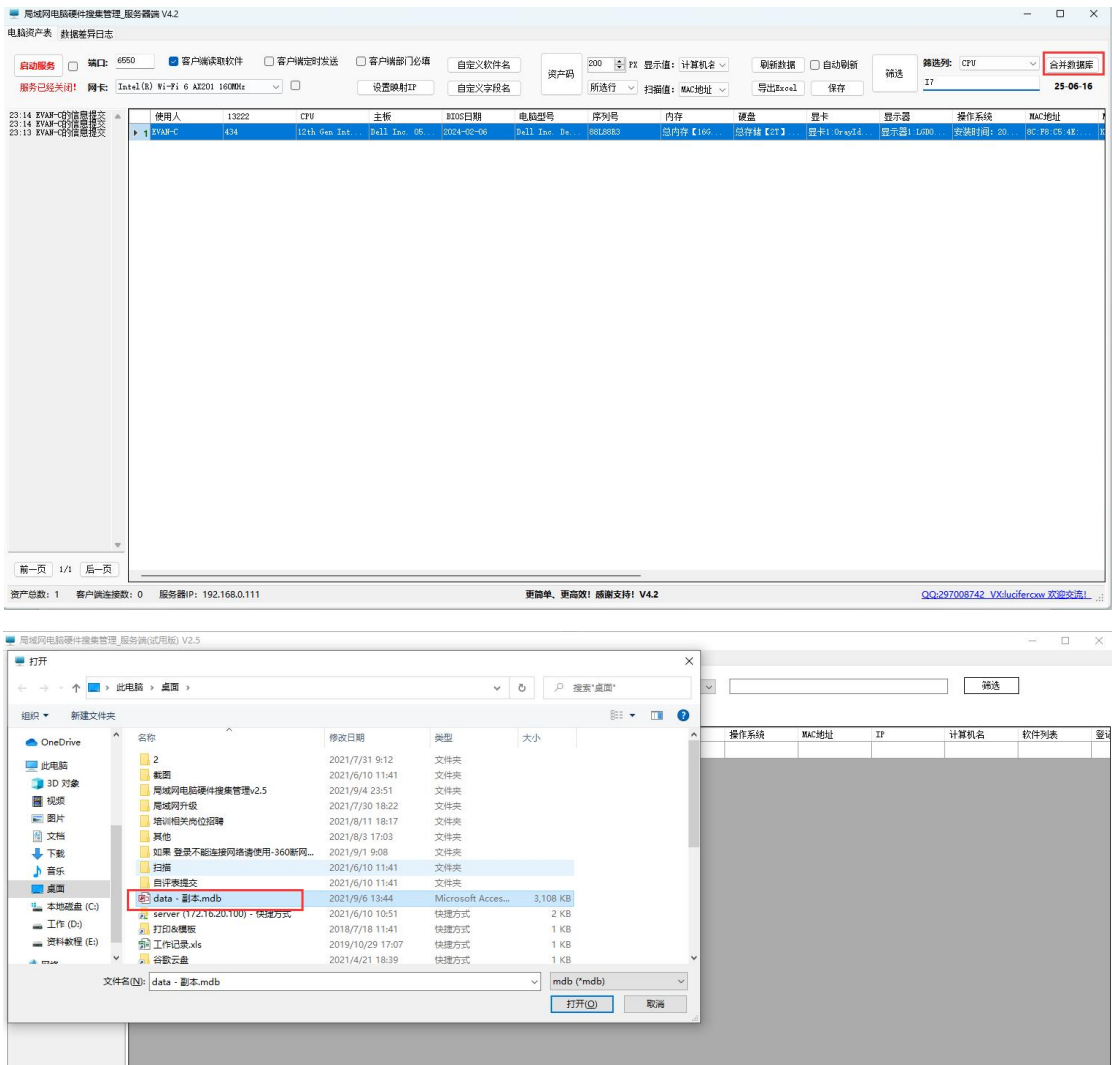 局域网电脑硬件搜集管理_服务器端 V4.2
电脑资产表 数据差异日志
启动服务 端口: 6550 客户端读取软件 客户端定时发送 客户端部门必填 自定义软件名 资产码 200 PX 显示值: 计算机名 刷新数据 自动刷新 筛选 筛选列: CPU 合并数据库
服务已经关闭! 网卡: Intel(R) Wi-Fi 6 AX201 160MHz 设置映射IP 自定义字段名 所选行 扫描值: MAC地址 导出Excel 保存 I7 25-06-16
23:14 EVAN-C的信息提交
23:14 EVAN-C的信息提交
23:13 EVAN-C的信息提交
使用人 13222 CPU 主板 BIOS日期 电脑型号 序列号 内存 硬盘 显卡 显示器 操作系统 MAC地址
1 EVAN-C 434 12th Gen Int... Dell Inc. 05... 2024-02-06 Dell Inc. De... 88L88R3 总内存【16G... 总存储【2T】... 显卡1:OrayId... 显示器1:LGD0... 安装时间: 20... 8C:F8:C5:4E:...
前一页 1/1 后一页
资产总数: 1 客户端连接数: 0 服务器IP: 192.168.0.111 更简单、更高效! 感谢支持! V4.2 QQ:297008742 VX:lucifercxw 欢迎交流!
局域网电脑硬件搜集管理_服务端(试用版) V2.5
打开
此电脑 › 桌面 › 搜索"桌面" 筛选
组织 新建文件夹
名称 修改日期 类型 大小
操作系统 MAC地址 IP 计算机名 软件列表
OneDrive
此电脑
3D 对象
视频
图片
文档
下载
音乐
桌面
本地磁盘 (C:)
工作 (D:)
资料教程 (E:)
2 2021/7/31 9:12 文件夹
截图 2021/6/10 11:41 文件夹
局域网电脑硬件搜集管理v2.5 2021/9/4 23:51 文件夹
局域网升级 2021/7/30 18:22 文件夹
培训相关岗位招聘 2021/8/11 18:17 文件夹
其他 2021/8/3 17:03 文件夹
如果 登录不能连接网络请使用-360断网... 2021/9/1 9:08 文件夹
扫描 2021/6/10 11:41 文件夹
自评表提交 2021/6/10 11:41 文件夹
data - 副本.mdb 2021/9/6 13:44 Microsoft Acces... 3,108 KB
server (172.16.20.100) - 快捷方式 2021/6/10 10:51 快捷方式 2 KB
打印&模板 2018/7/18 11:41 快捷方式 1 KB
工作记录.xls 2019/10/29 17:07 快捷方式 1 KB
谷歌云盘 2021/4/21 18:39 快捷方式 1 KB
文件名(N): data - 副本.mdb mdb (*mdb)
打开(O) 取消